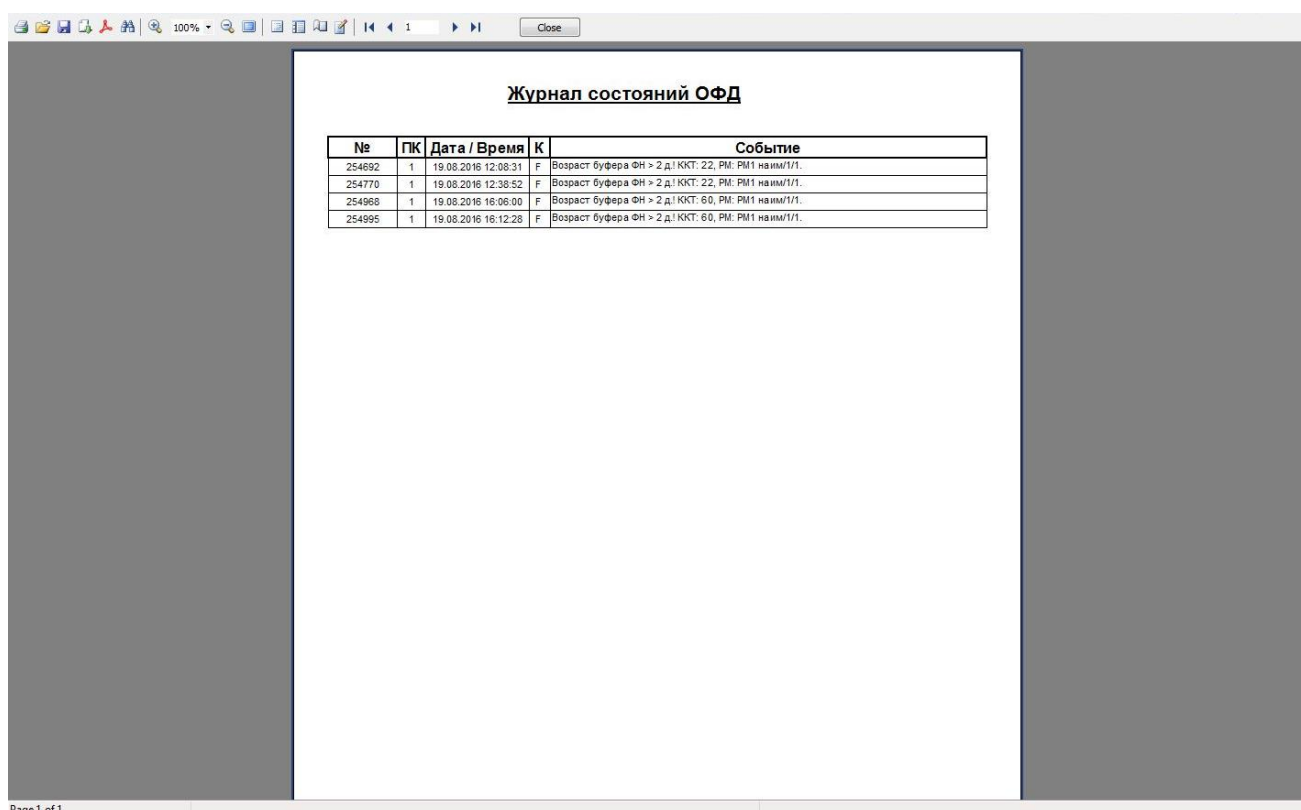 100%
1
Close
Журнал состояний ОФД
№ ПК Дата / Время К Событие
254692 1 19.08.2016 12:08:31 F Возраст буфера ФН > 2 д.! ККТ: 22, РМ: РМ1 наим/1/1.
254770 1 19.08.2016 12:38:52 F Возраст буфера ФН > 2 д.! ККТ: 22, РМ: РМ1 наим/1/1.
254968 1 19.08.2016 16:06:00 F Возраст буфера ФН > 2 д.! ККТ: 60, РМ: РМ1 наим/1/1.
254995 1 19.08.2016 16:12:28 F Возраст буфера ФН > 2 д.! ККТ: 60, РМ: РМ1 наим/1/1.
Page 1 of 1